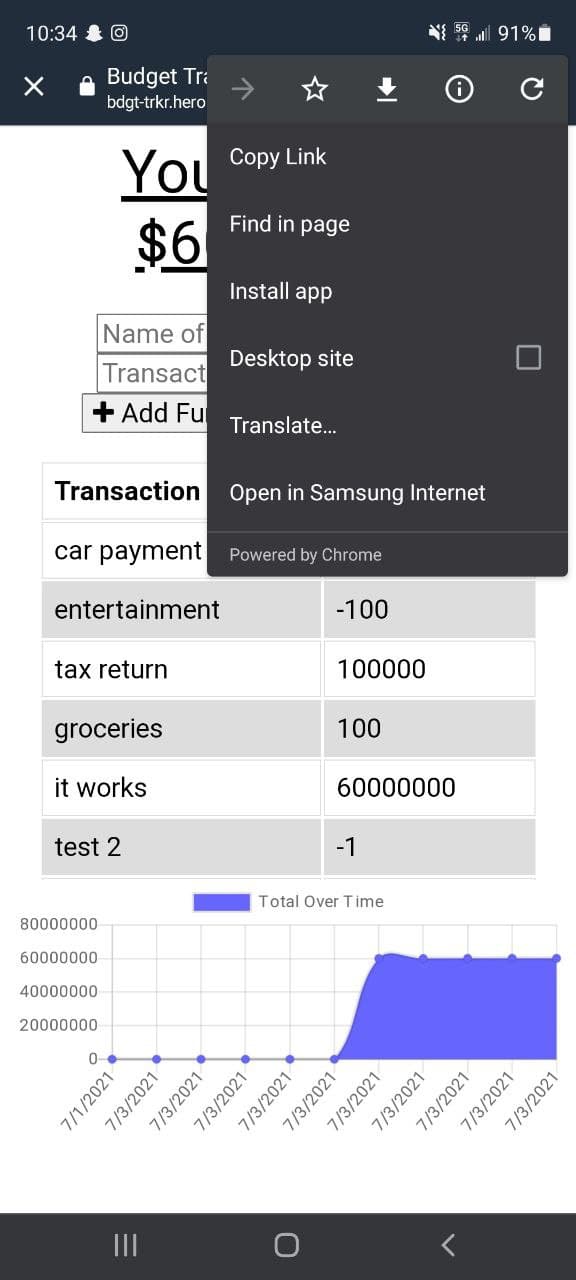 10:34 5G 91%
Budget Tra
bdgt-trkr.hero
You
$60
Copy Link
Find in page
Install app
Desktop site
Translate...
Open in Samsung Internet
Powered by Chrome
Name of
Transact
+ Add Fu
Transaction
car payment
entertainment -100
tax return 100000
groceries 100
it works 60000000
test 2 -1
Total Over Time
80000000
60000000
40000000
20000000
0
7/1/2021 7/3/2021 7/3/2021 7/3/2021 7/3/2021 7/3/2021 7/3/2021 7/3/2021 7/3/2021 7/3/2021 7/3/2021